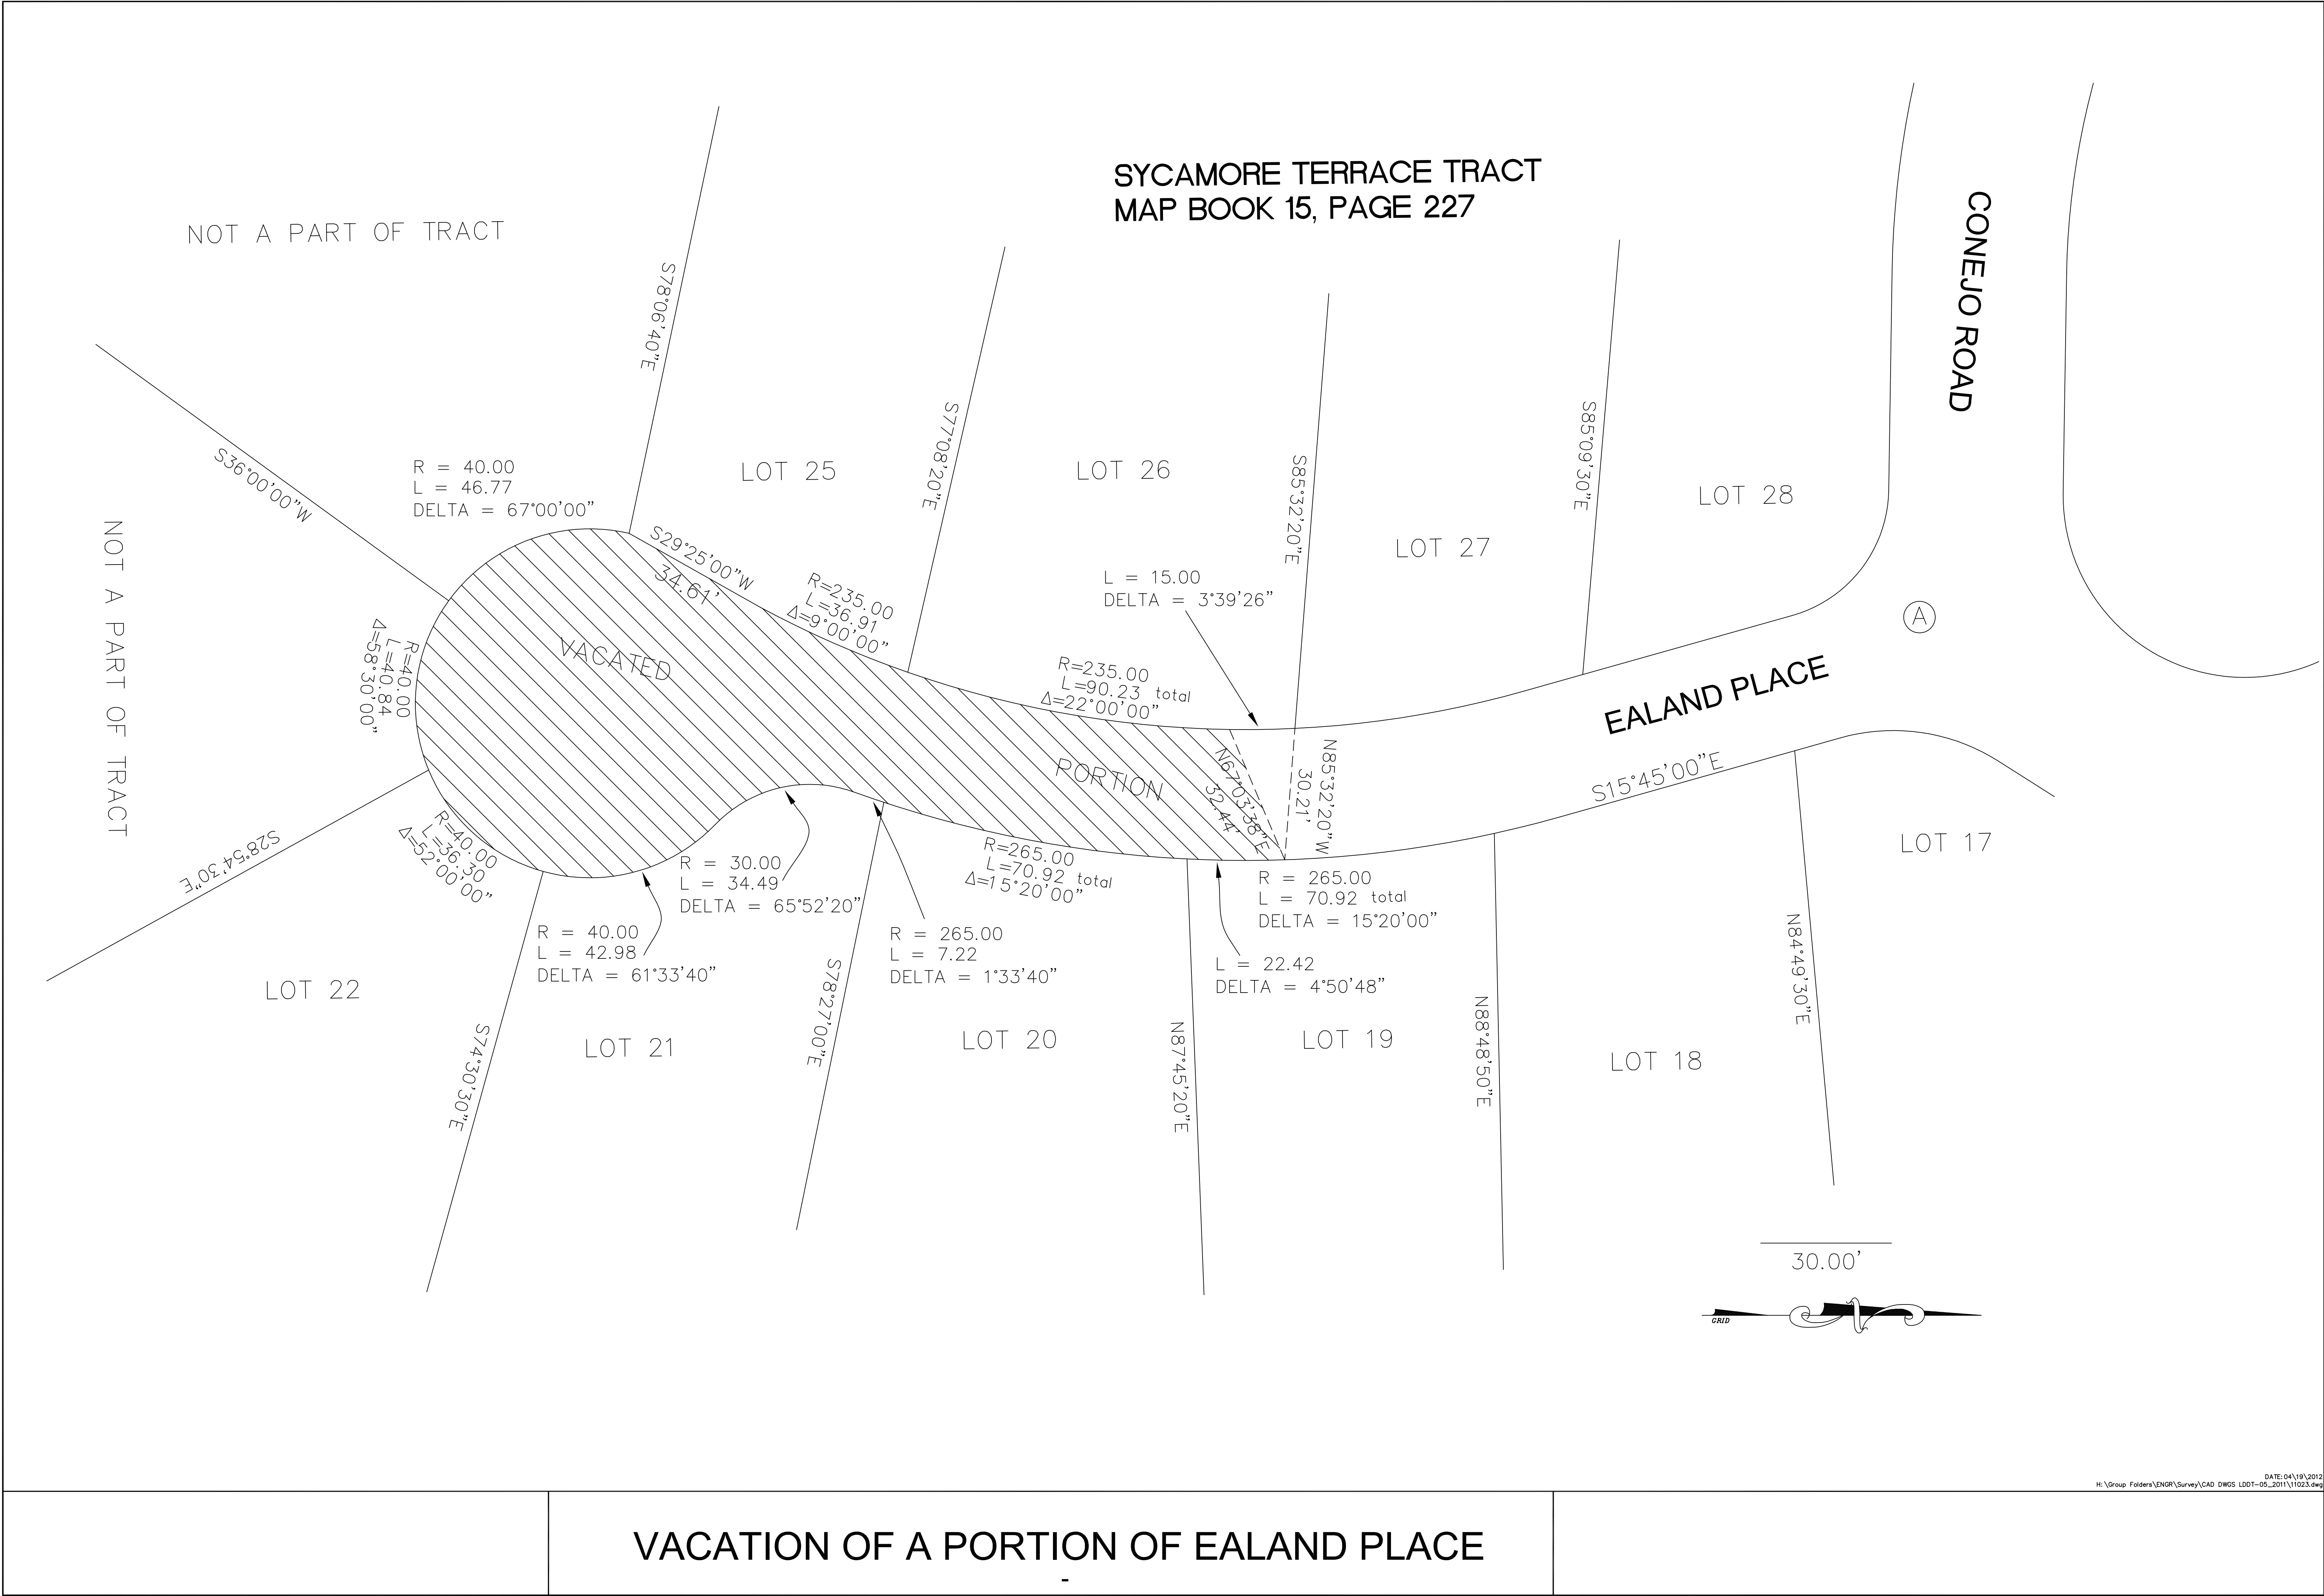 SYCAMORE TERRACE TRACT
MAP BOOK 15, PAGE 227
CONEJO ROAD
NOT A PART OF TRACT
S78°06'40"E
S36°00'00"W
R = 40.00
L = 46.77
DELTA = 67°00'00"
LOT 25
S77°08'20"E
LOT 26
S85°32'20"E
S85°09'30"E
LOT 28
LOT 27
NOT A PART OF TRACT
S29°25'00"W
34.61'
R=235.00
L=36.91
Δ=9°00'00"
L = 15.00
DELTA = 3°39'26"
A
VACATED
R=40.00
L=40.84
Δ=58°30'00"
R=235.00
L=90.23 total
Δ=22°00'00"
EALAND PLACE
PORTION
N67°03'38"E
32.44'
N85°32'20"W
30.21'
S15°45'00"E
S28°54'30"E
R=40.00
L=36.30
Δ=52°00'00"
R = 30.00
L = 34.49
DELTA = 65°52'20"
R=265.00
L=70.92 total
Δ=15°20'00"
R = 265.00
L = 70.92 total
DELTA = 15°20'00"
LOT 17
R = 40.00
L = 42.98
DELTA = 61°33'40"
R = 265.00
L = 7.22
DELTA = 1°33'40"
L = 22.42
DELTA = 4°50'48"
N84°49'30"E
LOT 22
S74°30'30"E
LOT 21
S78°27'00"E
LOT 20
N87°45'20"E
LOT 19
N88°48'50"E
LOT 18
30.00'
GRID
N
DATE: 04\19\2012
H: \Group Folders\ENGR\Survey\CAD DWGS LDDT-05_2011\11023.dwg
VACATION OF A PORTION OF EALAND PLACE
-